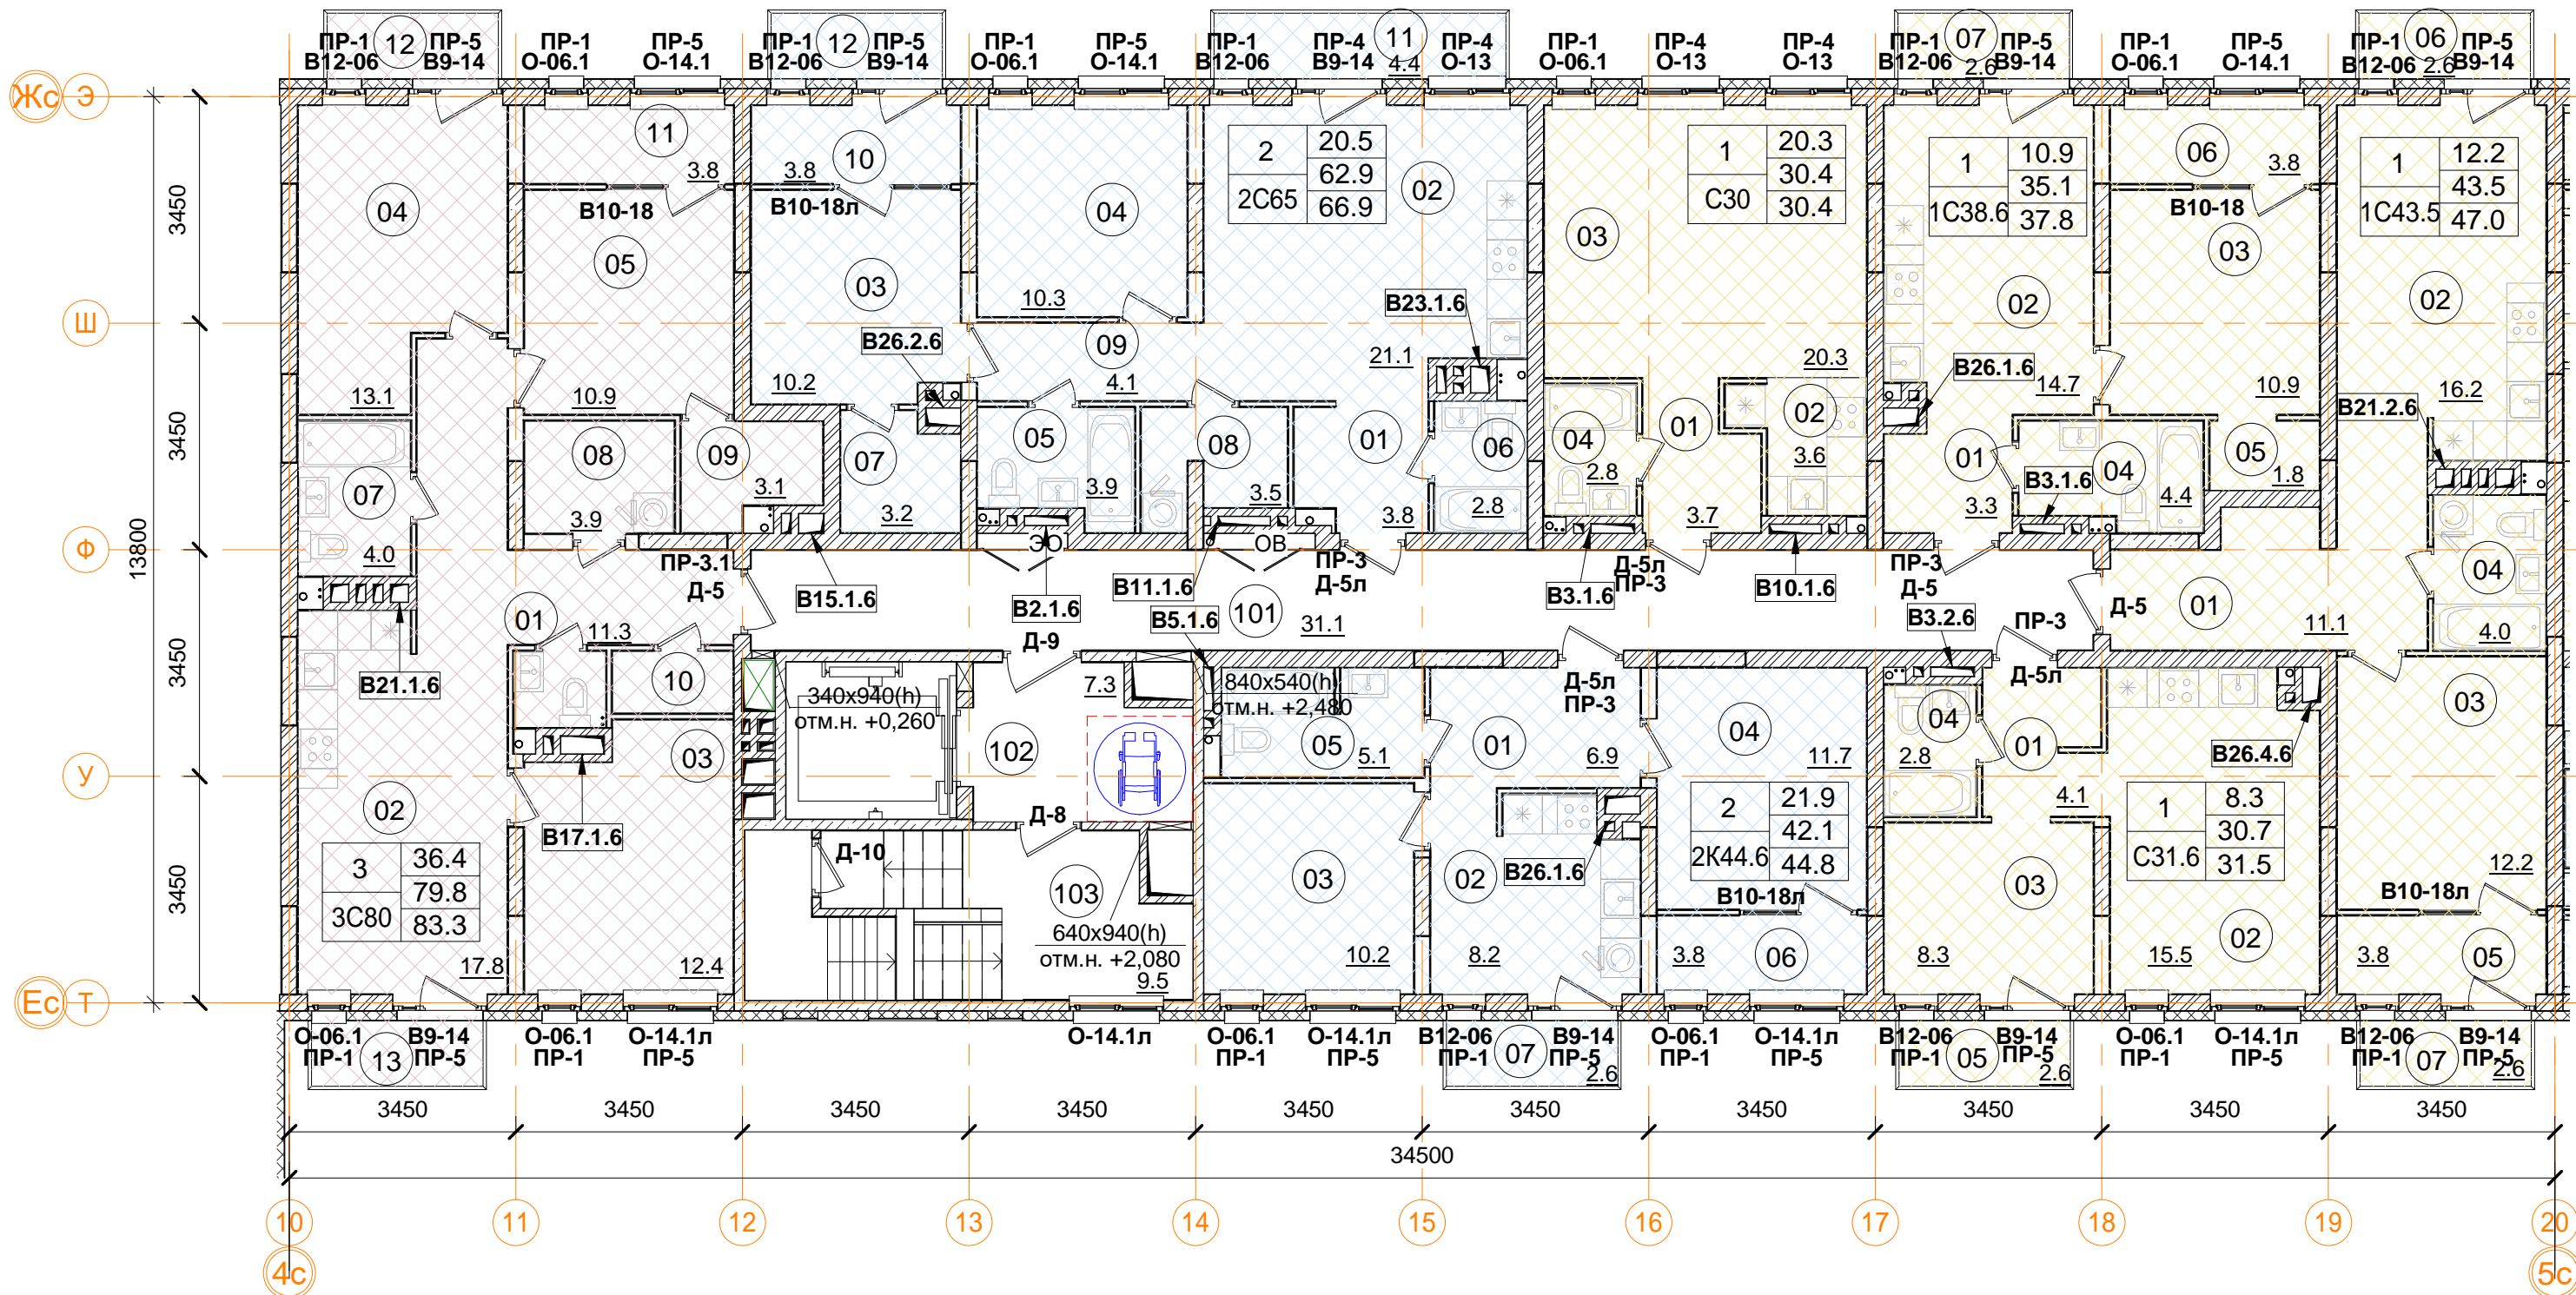 12
ПР-1 ПР-5
В12-06 В9-14
ПР-1 ПР-5
О-06.1 О-14.1
12
ПР-1 ПР-5
В12-06 В9-14
ПР-1 ПР-5
О-06.1 О-14.1
11
4.4
ПР-1 ПР-4 ПР-4
В12-06 В9-14 О-13
ПР-1 ПР-4 ПР-4
О-06.1 О-13 О-13
07
2.6
ПР-1 ПР-5
В12-06 В9-14
ПР-1 ПР-5
О-06.1 О-14.1
06
2.6
ПР-1 ПР-5
В12-06 В9-14
Жс Э
Ш
Ф
У
Ес Т
3450
3450
3450
3450
13800
04
13.1
11
3.8
В10-18
05
10.9
10
3.8
В10-18л
03
10.2
В26.2.6
04
10.3
2 20.5
62.9
2С65 66.9
02
21.1
В23.1.6
09
4.1
03
20.3
1 20.3
30.4
С30 30.4
1 10.9
35.1
1С38.6 37.8
02
14.7
В26.1.6
06
3.8
В10-18
03
10.9
1 12.2
43.5
1С43.5 47.0
02
16.2
В21.2.6
07
4.0
08
3.9
09
3.1
07
3.2
05
3.9
08
3.5
01
3.8
06
2.8
04
2.8
01
3.7
02
3.6
01
3.3
В3.1.6
04
4.4
05
1.8
04
4.0
ПР-3.1
Д-5
В15.1.6
ЭО
В2.1.6
ОВ
В11.1.6
В5.1.6
ПР-3
Д-5л
101
31.1
В3.1.6
Д-5л
ПР-3
В10.1.6
ПР-3
Д-5
В3.2.6
ПР-3
Д-5л
Д-5
01
11.1
01
11.3
В21.1.6
10
В17.1.6
03
12.4
02
17.8
3 36.4
79.8
3С80 83.3
Д-9
7.3
340x940(h)
отм.н. +0,260
102
Д-8
Д-10
103
640x940(h)
отм.н. +2,080
9.5
840x540(h)
отм.н. +2,480
05
5.1
01
6.9
Д-5л
ПР-3
04
11.7
03
10.2
02
8.2
В26.1.6
2 21.9
42.1
2К44.6 44.8
В10-18л
06
3.8
04
2.8
01
4.1
В26.4.6
1 8.3
30.7
С31.6 31.5
03
8.3
02
15.5
03
12.2
В10-18л
05
3.8
О-06.1 В9-14
ПР-1 ПР-5
13
О-06.1 О-14.1л
ПР-1 ПР-5
О-14.1л
О-06.1 О-14.1л
ПР-1 ПР-5
В12-06 В9-14
ПР-1 ПР-5
07
2.6
О-06.1 О-14.1л
ПР-1 ПР-5
В12-06 В9-14
ПР-1 ПР-5
05
2.6
О-06.1 О-14.1л
ПР-1 ПР-5
В12-06 В9-14
ПР-1 ПР-5
07
2.6
3450 3450 3450 3450 3450 3450 3450 3450 3450 3450
34500
10 11 12 13 14 15 16 17 18 19 20
4с 5с